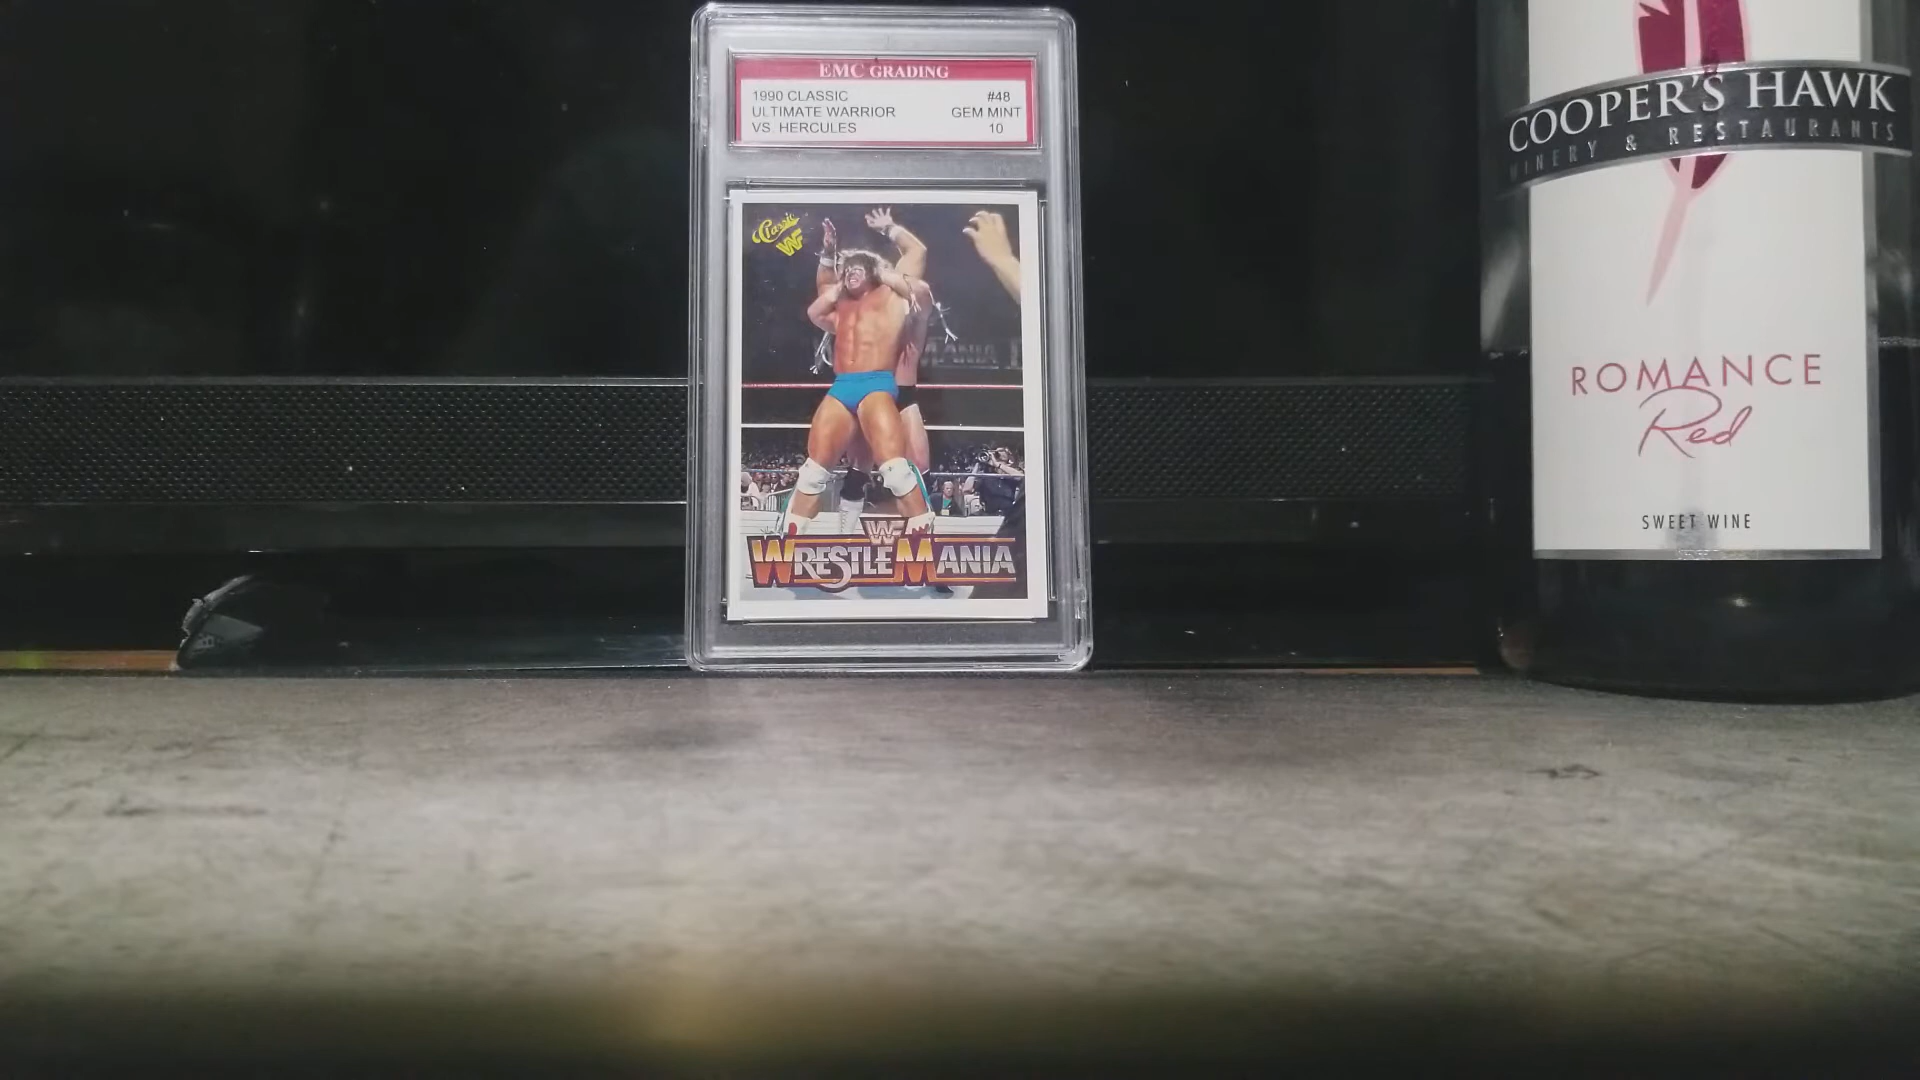 EMC GRADING
1990 CLASSIC #48
ULTIMATE WARRIOR GEM MINT
VS. HERCULES 10
Classic
WF
MANIA
WF
WRESTLEMANIA
COOPER'S HAWK
WINERY & RESTAURANTS
ROMANCE
Red
SWEET WINE